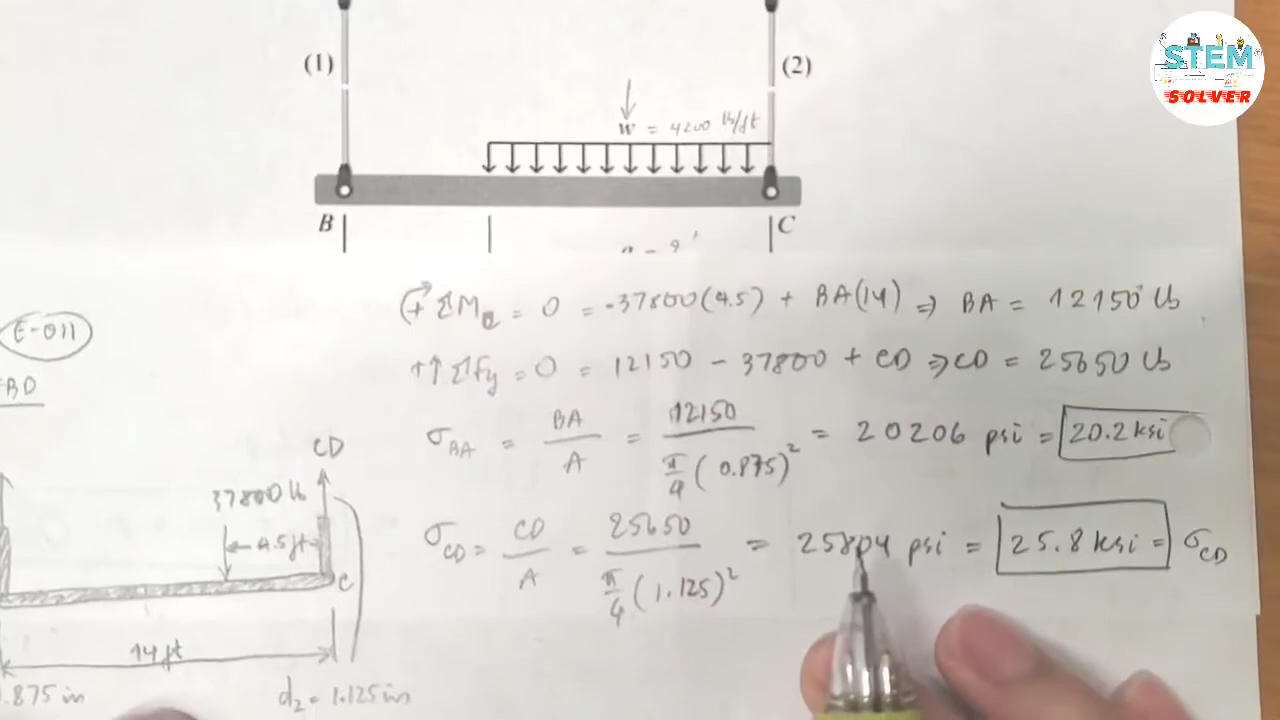 STEM
SOLVER
(1)
(2)
w = 4200 lb/ft
B
C
(+ ΣM = 0 = -37800(4.5) + BA(14) ⇒ BA = 12150 lb
E-011
+↑ΣFy = 0 = 12150 - 37800 + CD ⇒ CD = 25650 lb
BD
σBA = BA/A = 12150/(π/4(0.875)²) = 20206 psi = 20.2 ksi
CD
37800 lb
σCD = CD/A = 25650/(π/4(1.125)²) = 25804 psi = 25.8 ksi = σCD
4.5 ft
C
14 ft
.875 in
d2 = 1.125 in